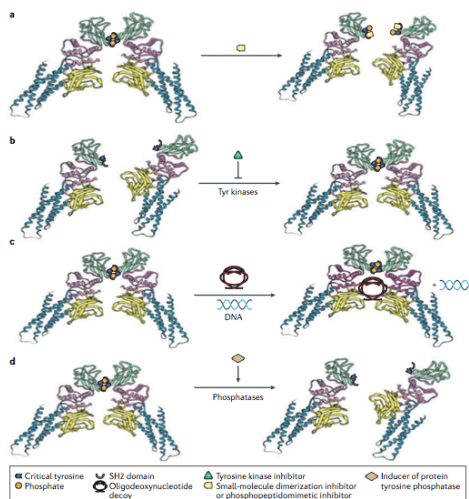 a
b
Tyr kinases
c
DNA
d
Phosphatases
Critical tyrosine
Phosphate
SH2 domain
Oligodeoxynucleotide
decoy
Tyrosine kinase inhibitor
Small-molecule dimerization inhibitor
or phosphopeptidomimetic inhibitor
Inducer of protein
tyrosine phosphatase